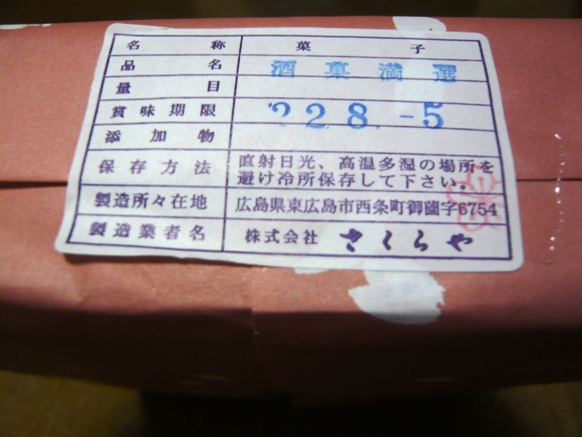 名称 菓子
品名 酒菓満選
量目
賞味期限 '22 8 -5
添加物
保存方法 直射日光、高温多湿の場所を
避け冷所保存して下さい。
製造所々在地 広島県東広島市西条町御薗宇6754
製造業者名 株式会社 さくらや